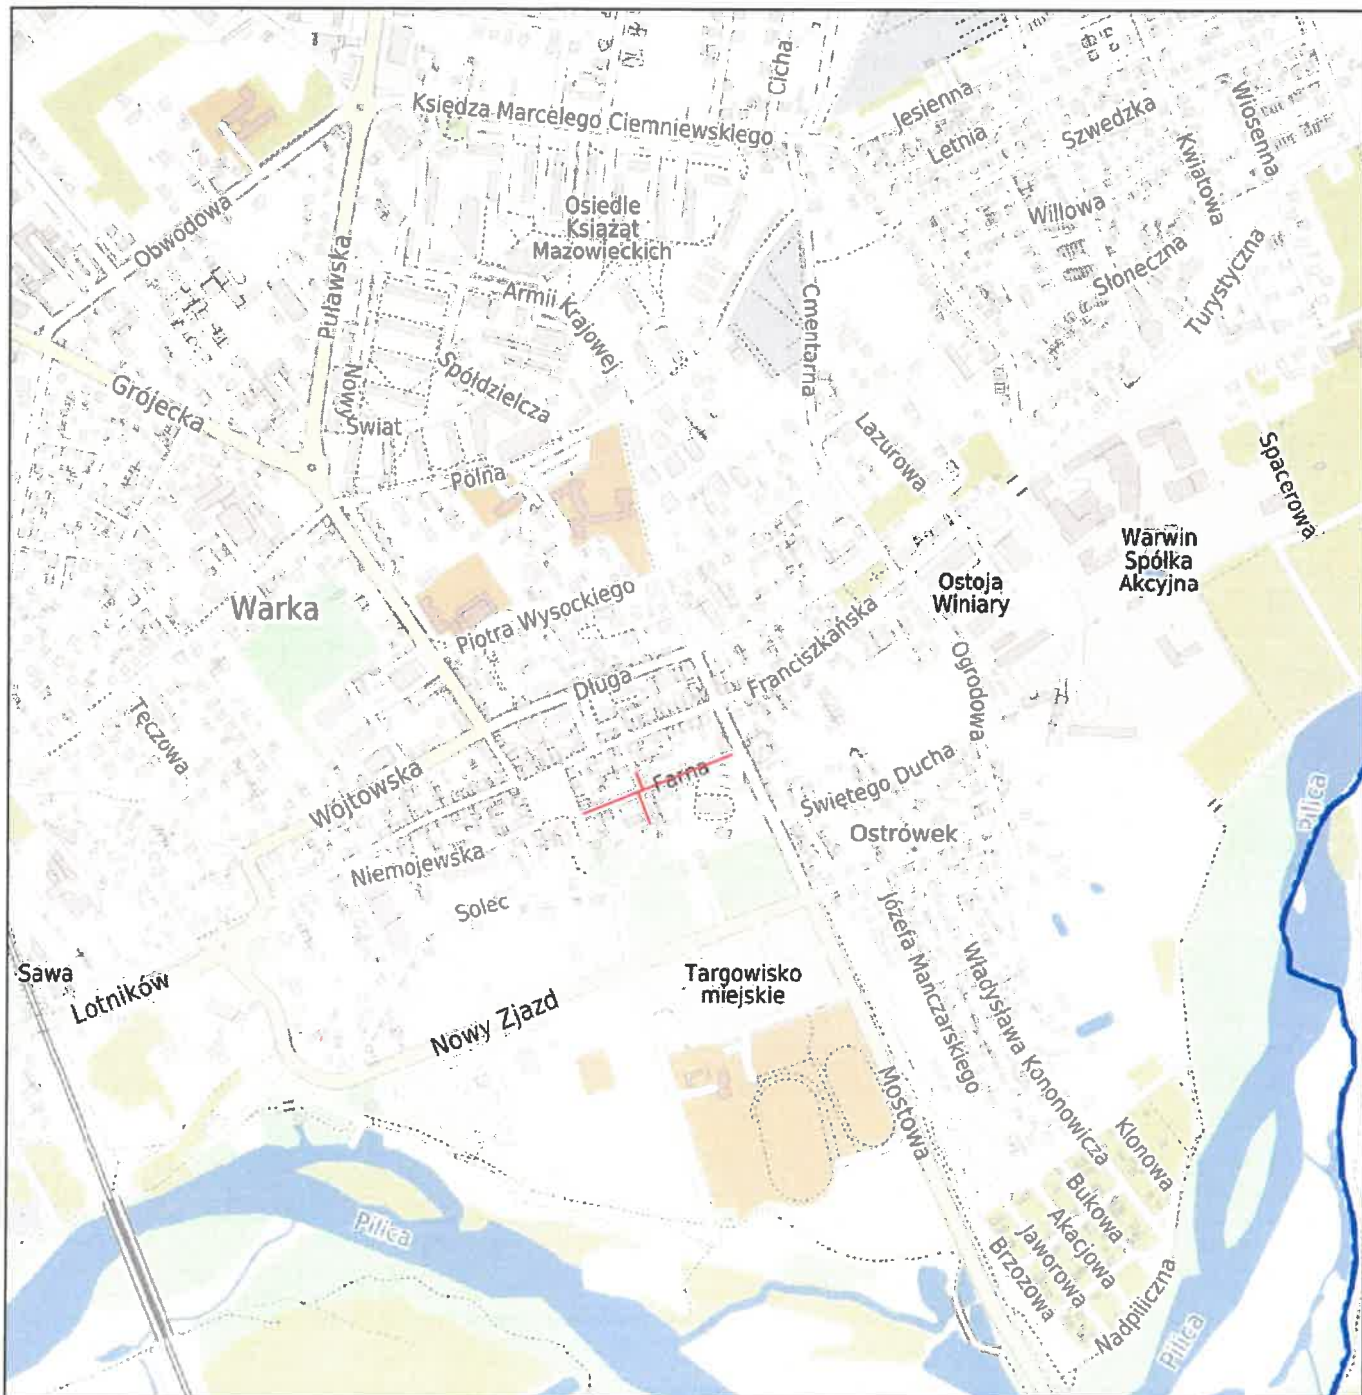 Cicha
Księdza Marcelego Ciemniewskiego
Jesienna
Letnia
Szwedzka
Wiosenna
Kwiatowa
Willowa
Osiedle
Książąt
Mazowieckich
Obwodowa
Puławska
Armii Krajowej
Cmentarna
Słoneczna
Turystyczna
Grójecka
Nowy
Świat
Spółdzielcza
Polna
Lazurowa
Spacerowa
Warwin
Spółka
Akcyjna
Ostoja
Winiary
Warka
Piotra Wysockiego
Franciszkańska
Ogrodowa
Długa
Tęczowa
Wójtowska
Farna
Świętego Ducha
Ostrówek
Pilica
Niemojewska
Solec
Józefa Mańczarskiego
Władysława Kononowicza
Sawa
Lotników
Targowisko
miejskie
Nowy Zjazd
Mostowa
Klonowa
Bukowa
Akacjowa
Jaworowa
Brzozowa
Nadpiliczna
Pilica
Pilica